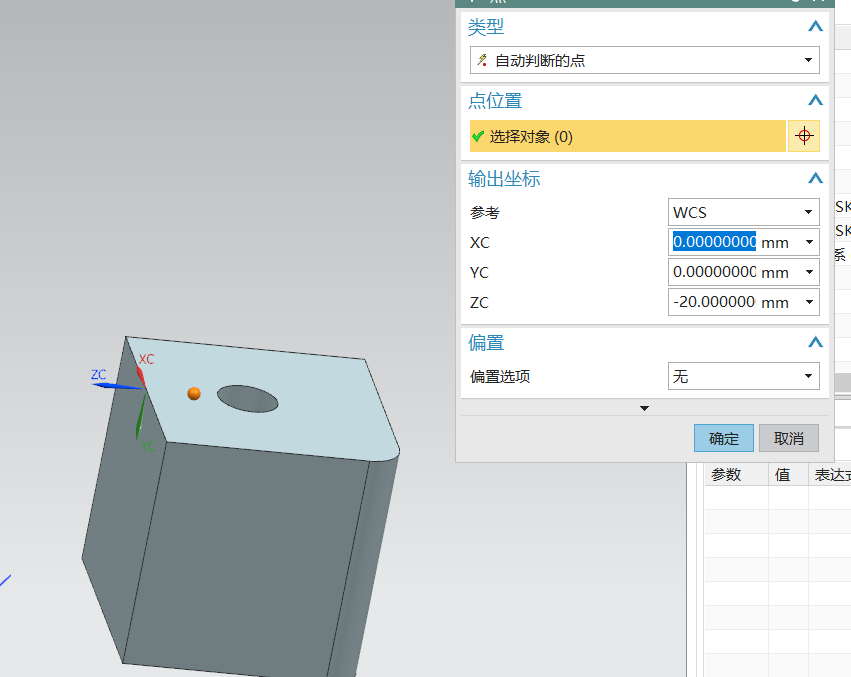 类型
自动判断的点
点位置
选择对象 (0)
输出坐标
参考 WCS
XC 0.00000000 mm
YC 0.00000000 mm
ZC -20.000000 mm
偏置
偏置选项 无
确定 取消
XC
ZC
YC
SK
SK
系
参数 值 表达式